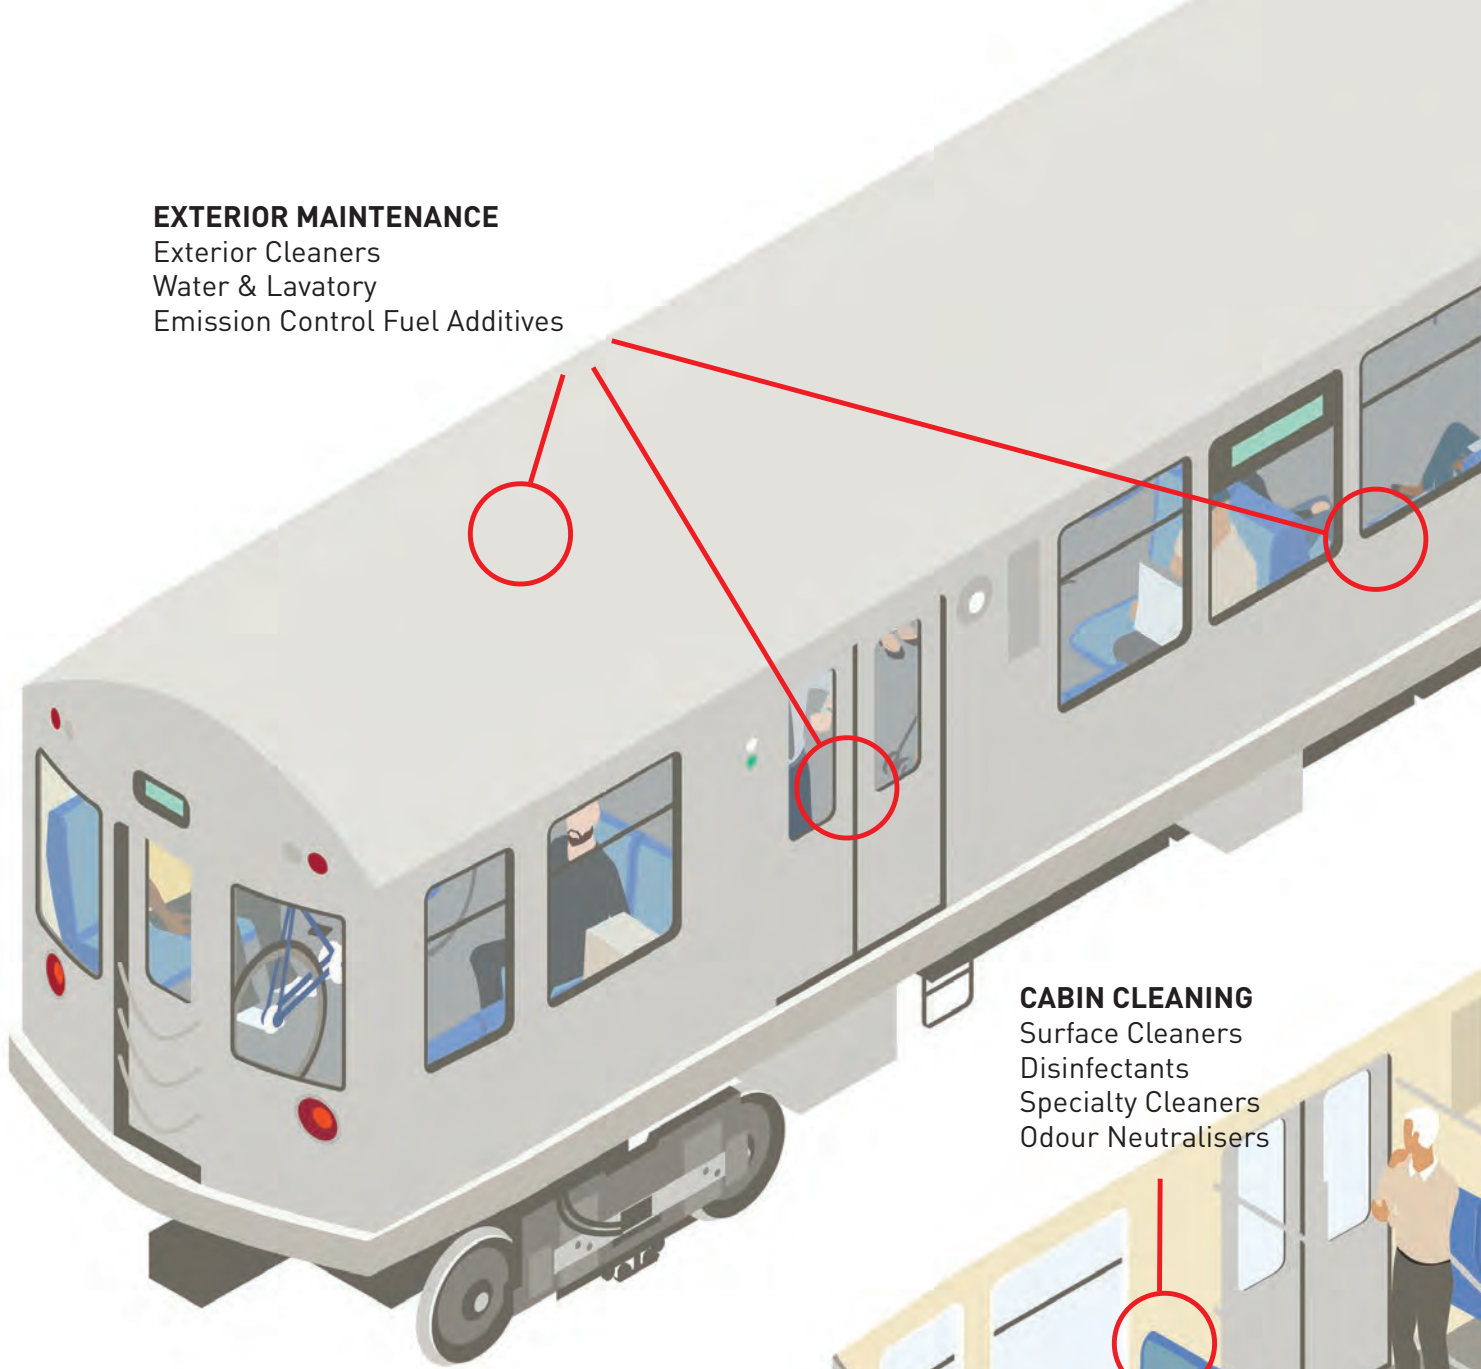 EXTERIOR MAINTENANCE
Exterior Cleaners
Water & Lavatory
Emission Control Fuel Additives
CABIN CLEANING
Surface Cleaners
Disinfectants
Specialty Cleaners
Odour Neutralisers